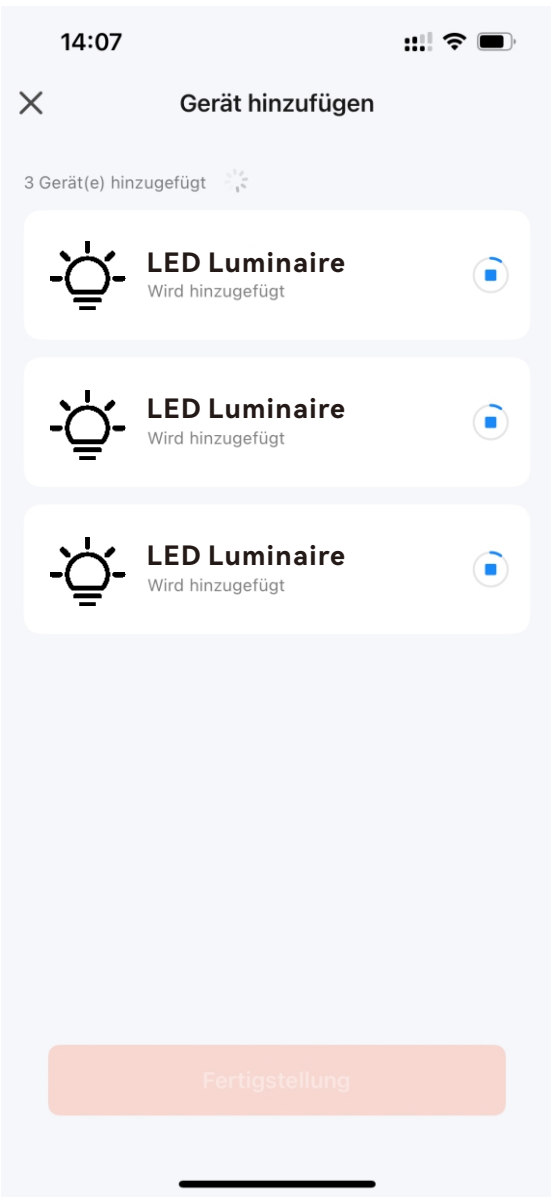 14:07
Gerät hinzufügen
3 Gerät(e) hinzugefügt
LED Luminaire
Wird hinzugefügt
LED Luminaire
Wird hinzugefügt
LED Luminaire
Wird hinzugefügt
Fertigstellung